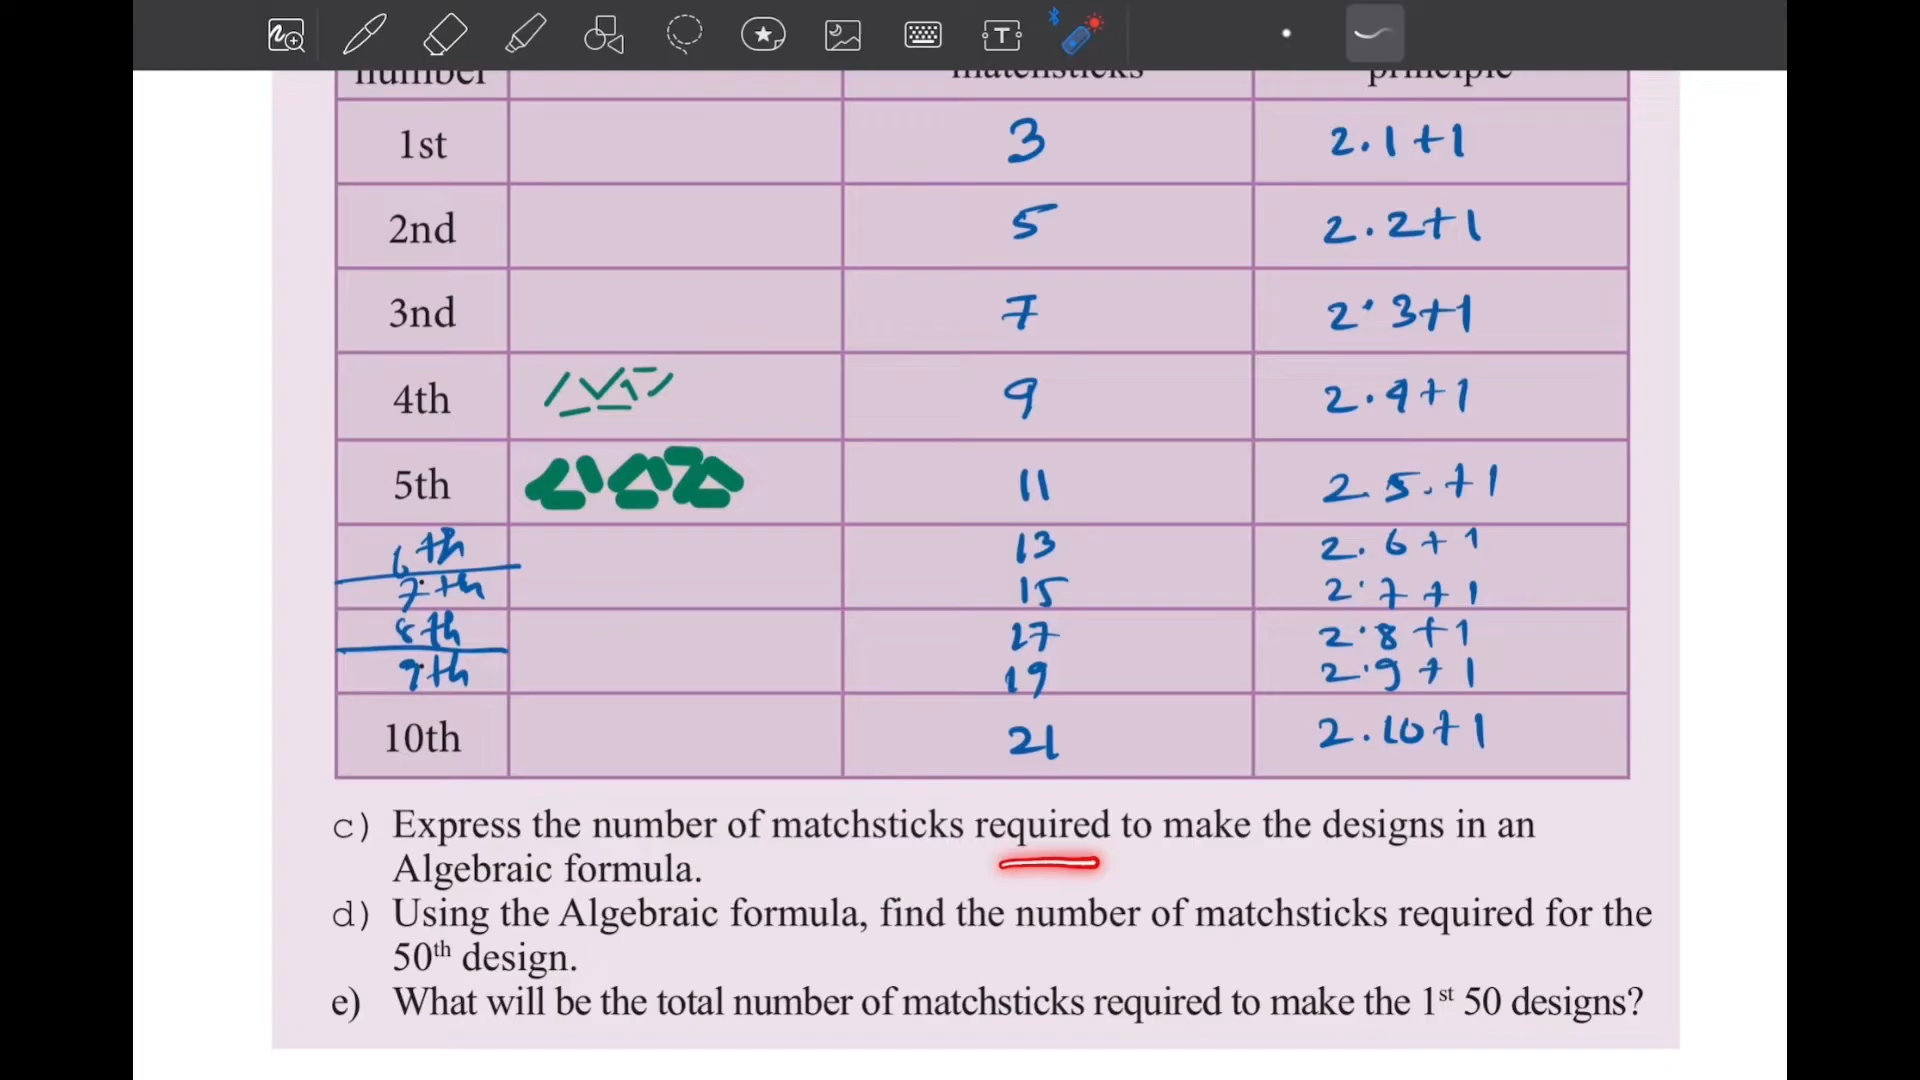 number matchsticks principle
1st 3 2.1+1
2nd 5 2.2+1
3nd 7 2.3+1
4th 9 2.4+1
5th 11 2.5.+1
6th 13 2.6+1
7th 15 2.7+1
8th 17 2.8+1
9th 19 2.9+1
10th 21 2.10+1
c) Express the number of matchsticks required to make the designs in an
Algebraic formula.
d) Using the Algebraic formula, find the number of matchsticks required for the
50th design.
e) What will be the total number of matchsticks required to make the 1st 50 designs?